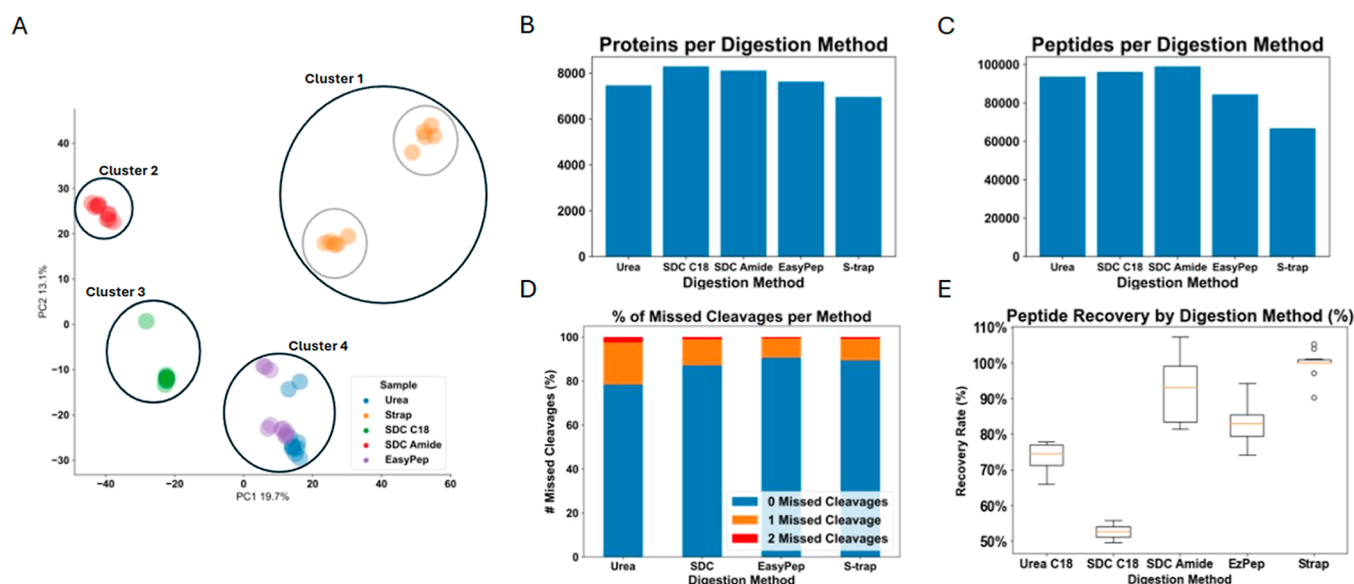 A
Cluster 1
Cluster 2
Cluster 3
Cluster 4
40
30
20
10
0
−10
−20
−30
PC2 13.1%
−40
−20
0
20
40
60
PC1 19.7%
Sample
Urea
Strap
SDC C18
SDC Amide
EasyPep
B
Proteins per Digestion Method
8000
6000
4000
2000
0
Urea
SDC C18
SDC Amide
EasyPep
S-trap
Digestion Method
C
Peptides per Digestion Method
100000
80000
60000
40000
20000
0
Urea
SDC C18
SDC Amide
EasyPep
S-trap
Digestion Method
D
% of Missed Cleavages per Method
# Missed Cleavages (%)
100
80
60
40
20
0
0 Missed Cleavages
1 Missed Cleavage
2 Missed Cleavages
Urea
SDC
EasyPep
S-trap
Digestion Method
E
Peptide Recovery by Digestion Method (%)
Recovery Rate (%)
110%
100%
90%
80%
70%
60%
50%
Urea C18
SDC C18
SDC Amide
EzPep
Strap
Digestion Method